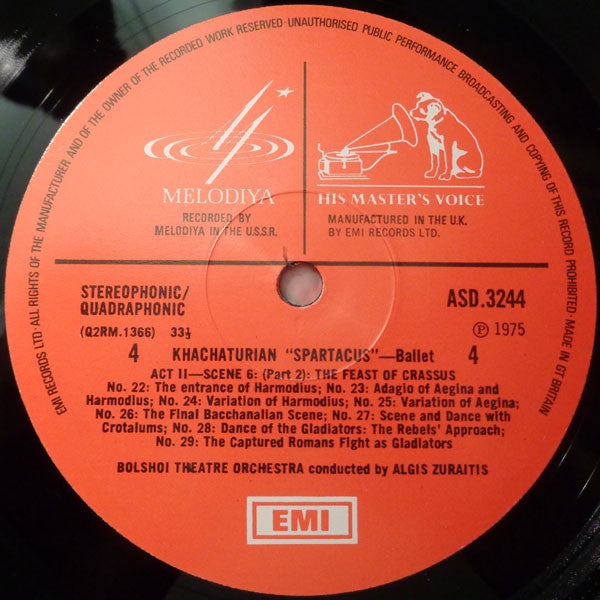 EMI RECORDS LTD ALL RIGHTS OF THE MANUFACTURER AND OF THE OWNER OF THE RECORDED WORK RESERVED·UNAUTHORISED PUBLIC PERFORMANCE BROADCASTING AND COPYING OF THIS RECORD PROHIBITED·MADE IN GT BRITAIN
MELODIYA
RECORDED BY
MELODIYA IN THE U.S.S.R.
HIS MASTER'S VOICE
MANUFACTURED IN THE U.K.
BY EMI RECORDS LTD.
STEREOPHONIC/
QUADRAPHONIC
(Q2RM.1366) 33⅓
ASD.3244
℗ 1975
4 KHACHATURIAN “SPARTACUS”—Ballet 4
ACT II—SCENE 6: (Part 2): THE FEAST OF CRASSUS
No. 22: The entrance of Harmodius; No. 23: Adagio of Aegina and
Harmodius; No. 24: Variation of Harmodius; No. 25: Variation of Aegina;
No. 26: The Final Bacchanalian Scene; No. 27: Scene and Dance with
Crotalums; No. 28: Dance of the Gladiators: The Rebels' Approach;
No. 29: The Captured Romans Fight as Gladiators
BOLSHOI THEATRE ORCHESTRA conducted by ALGIS ZURAITIS
EMI